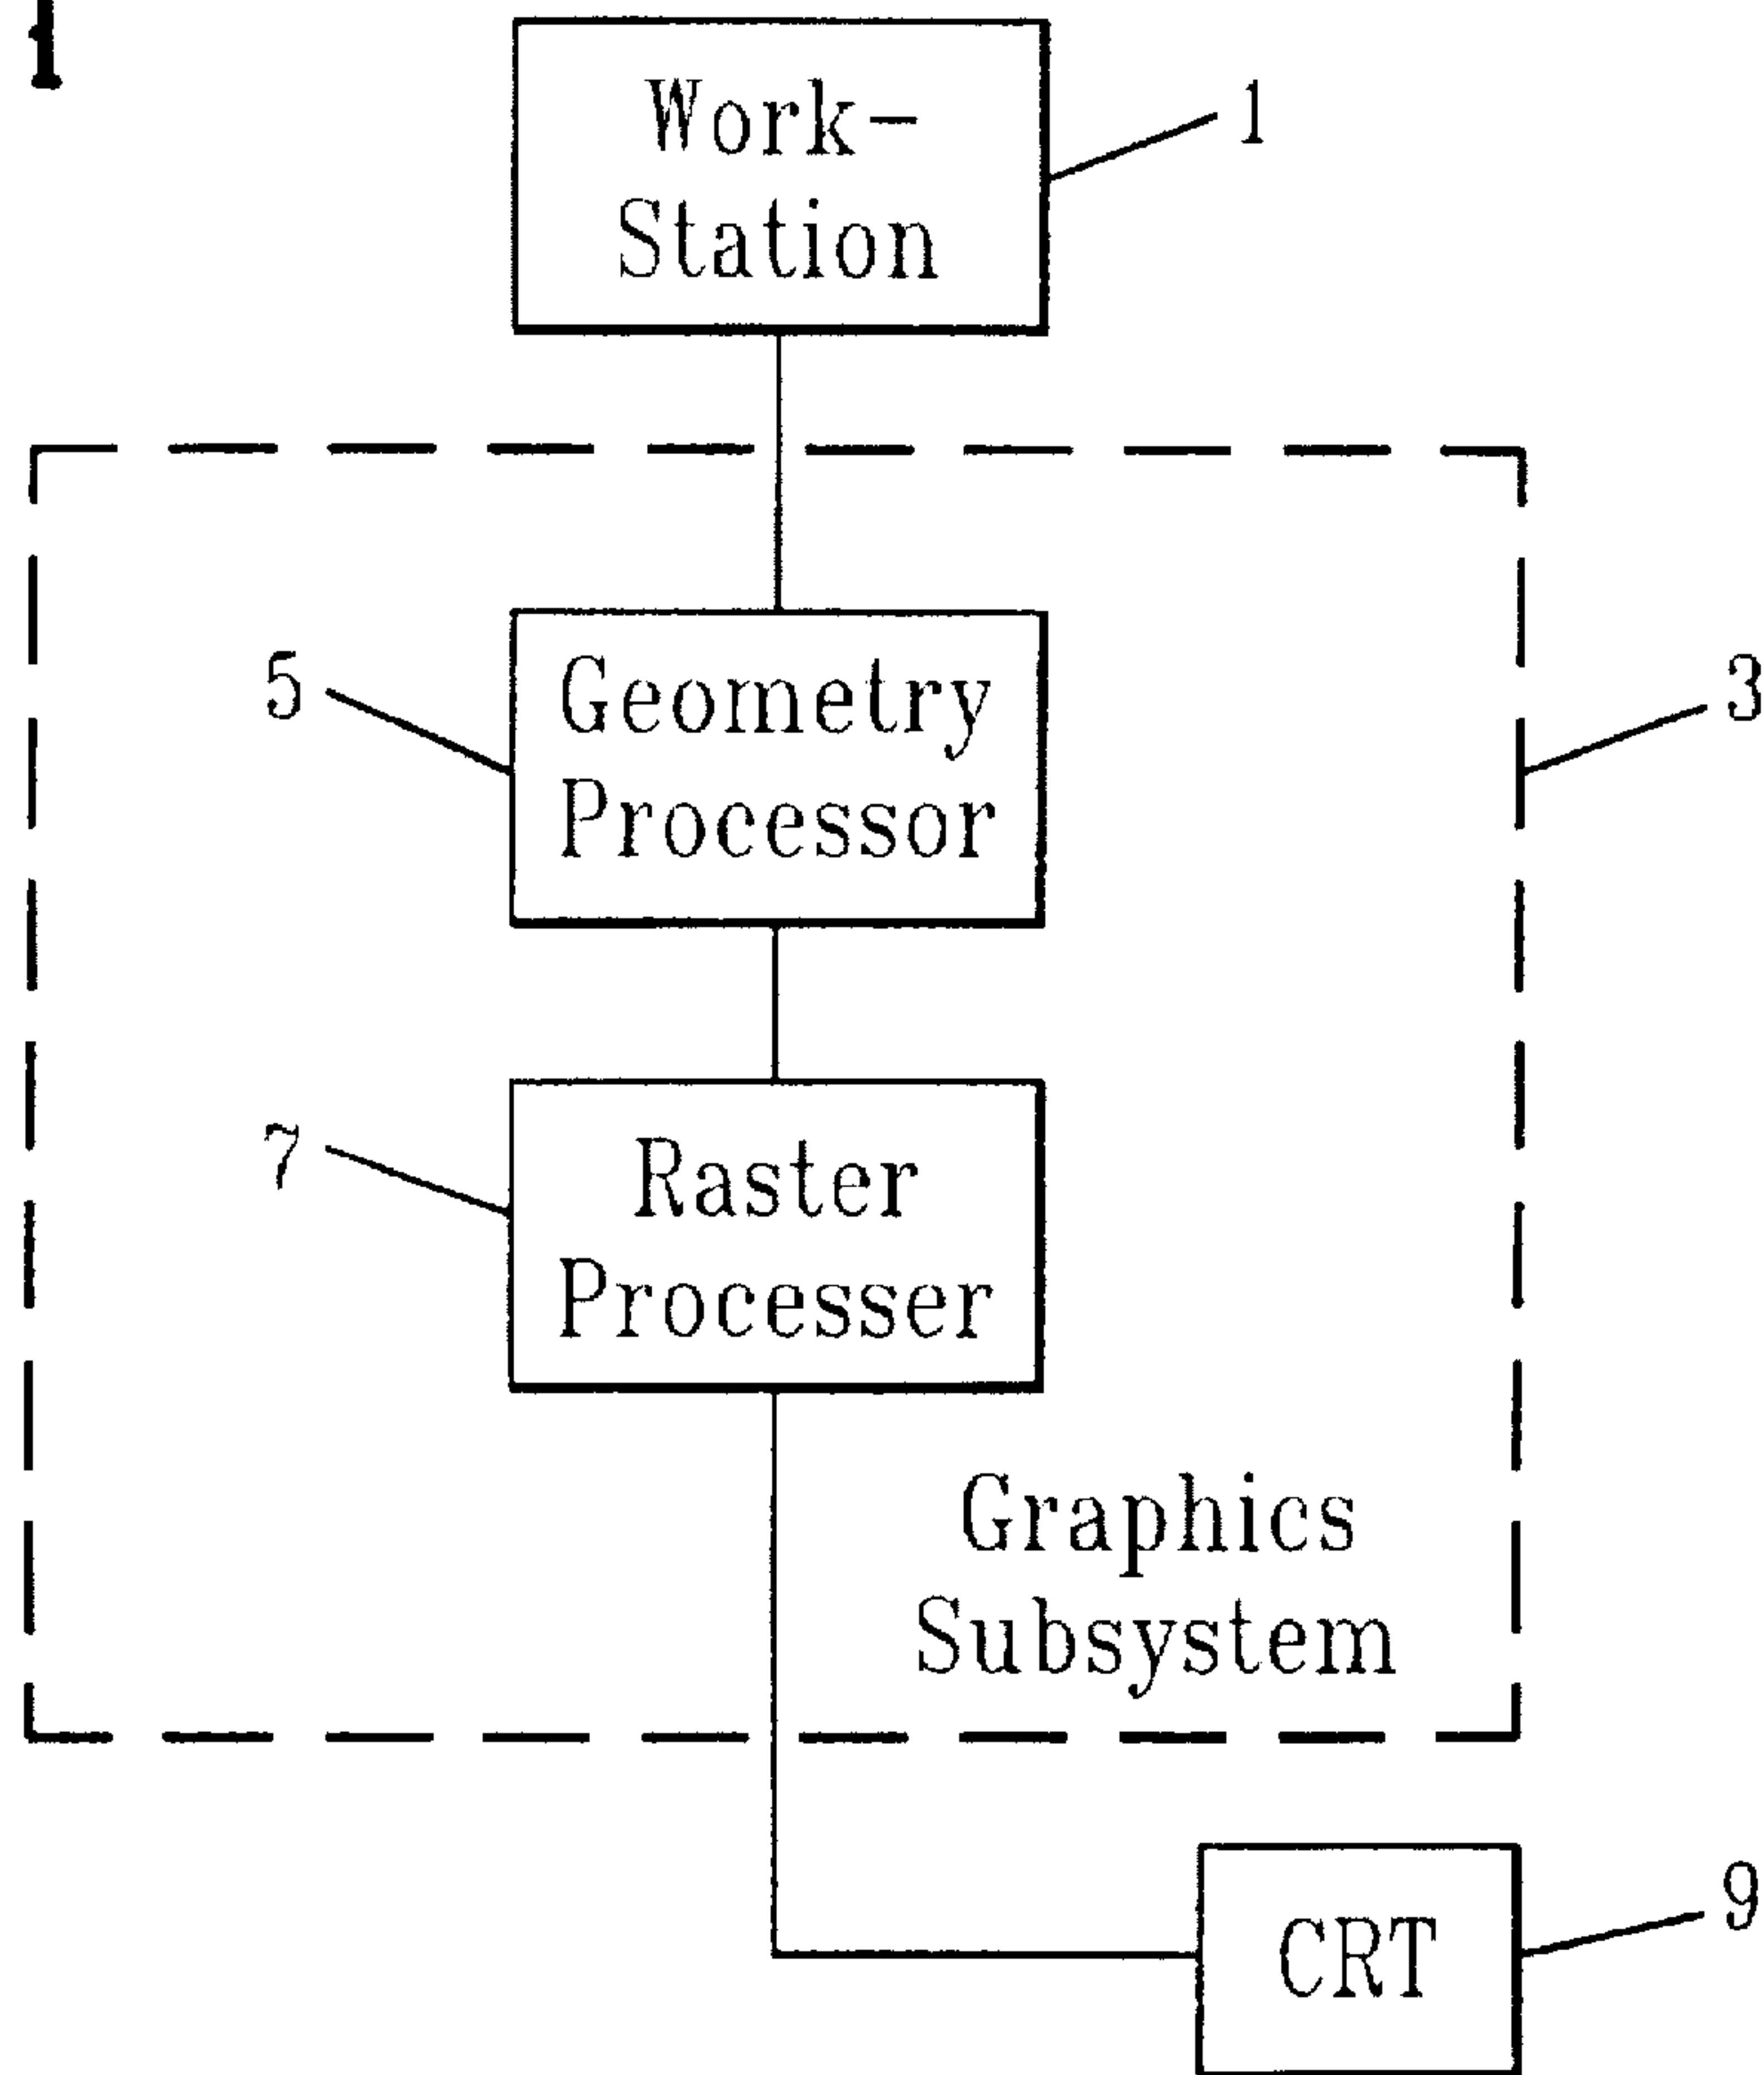 1
Work-
Station
1
5
Geometry
Processor
3
7
Raster
Processer
Graphics
Subsystem
9
CRT